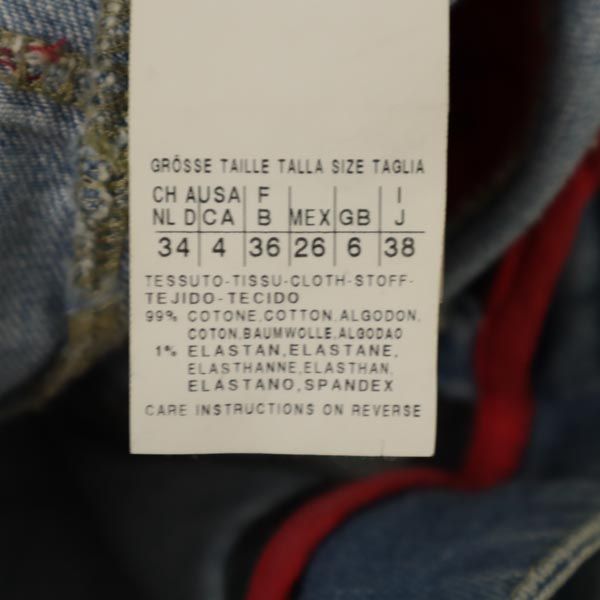 GRÖSSE TAILLE TALLA SIZE TAGLIA
CH A USA F I
NL D CA B MEX GB J
34 4 36 26 6 38
TESSUTO-TISSU-CLOTH-STOFF-
TEJIDO-TECIDO
99% COTONE,COTTON,ALGODON,
COTON,BAUMWOLLE,ALGODAO
1% ELASTAN,ELASTANE,
ELASTHANNE,ELASTHAN,
ELASTANO,SPANDEX
CARE INSTRUCTIONS ON REVERSE